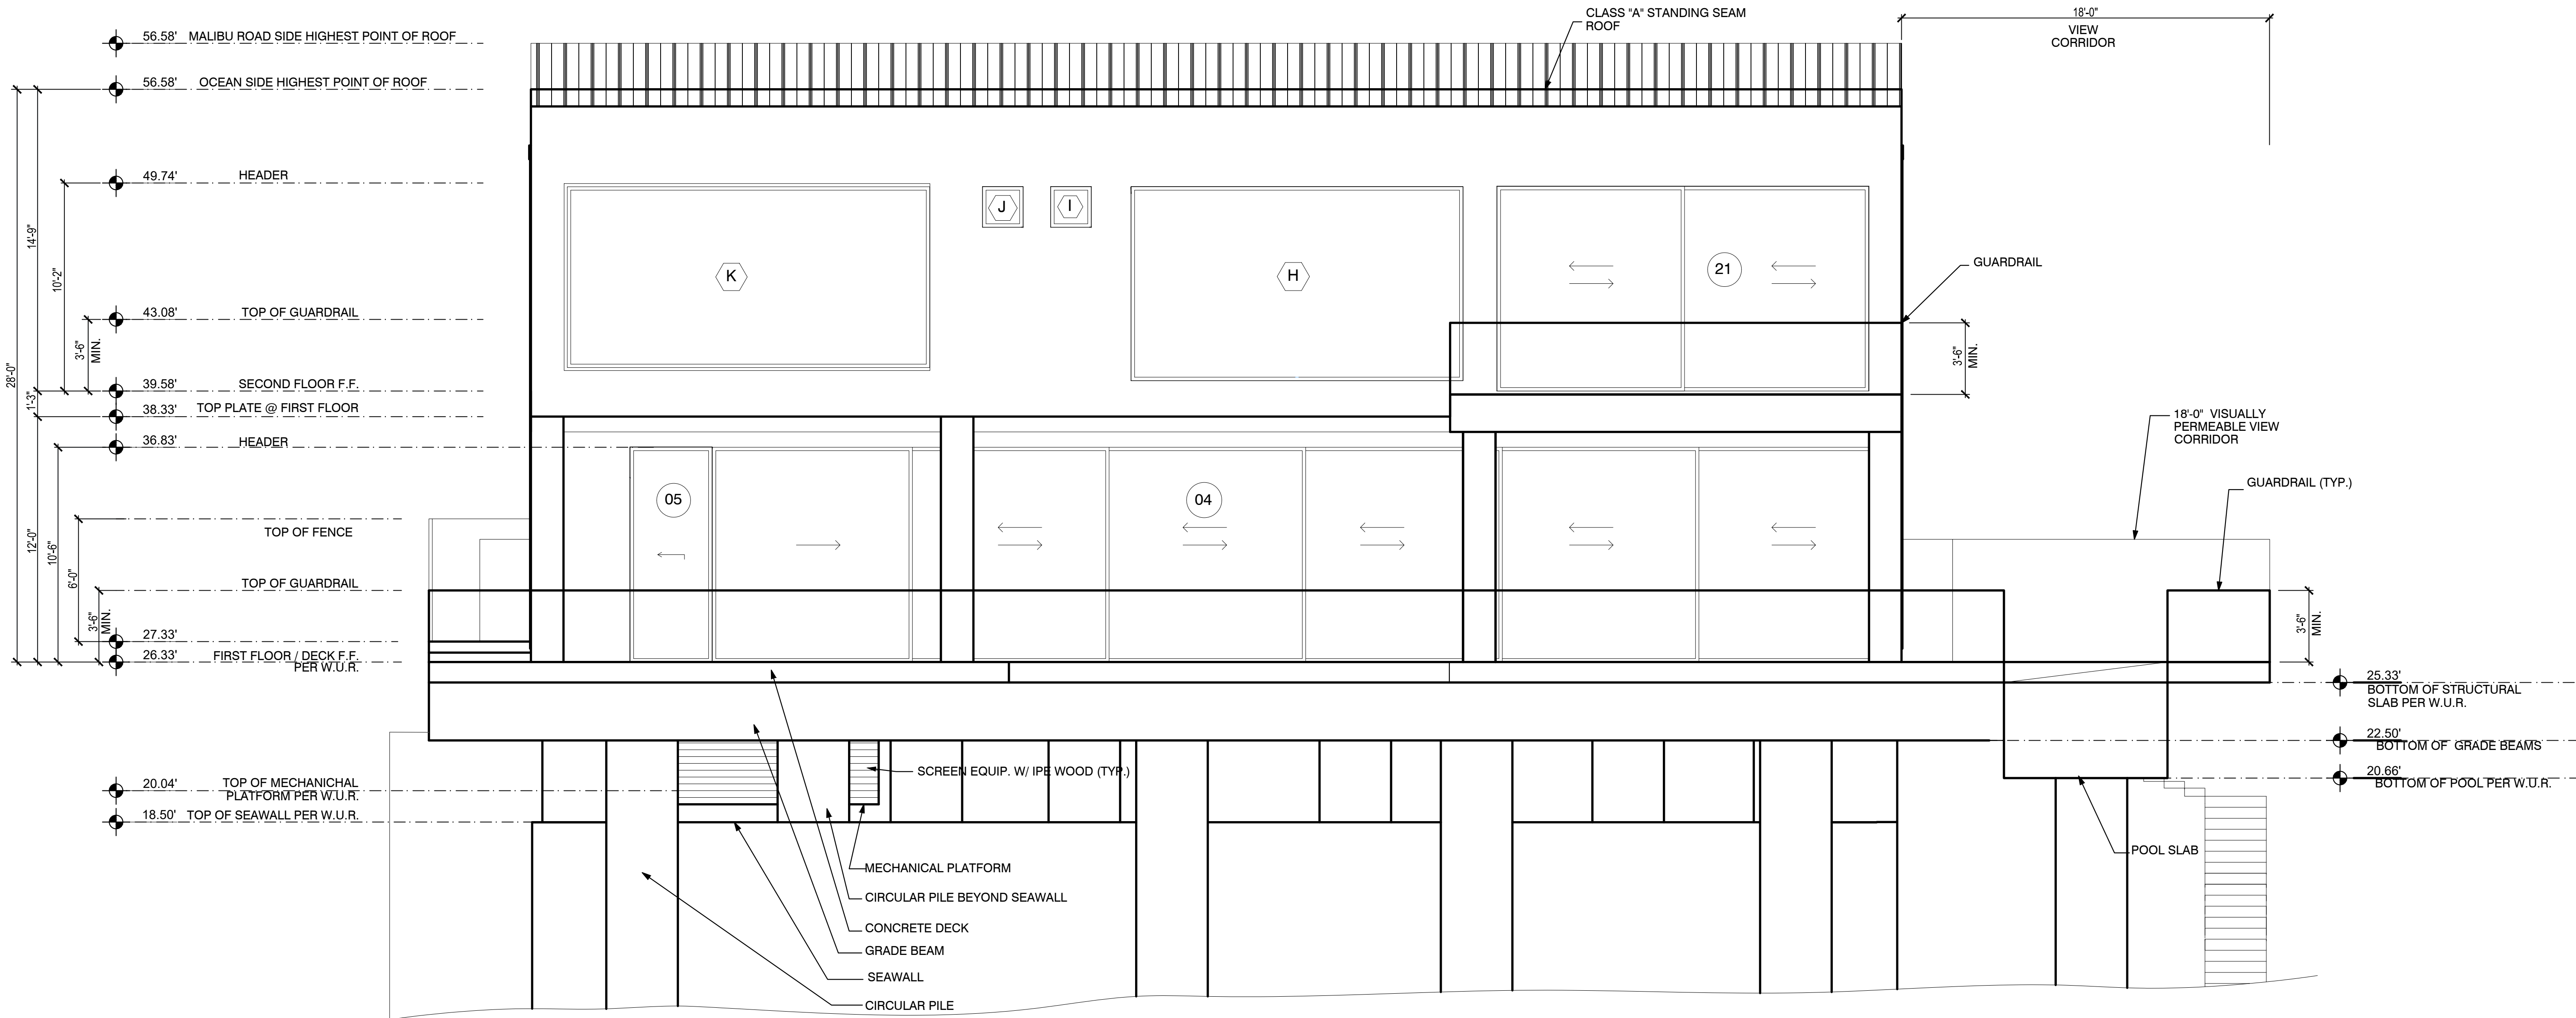 CLASS "A" STANDING SEAM
ROOF
18'-0"
VIEW
CORRIDOR
56.58' MALIBU ROAD SIDE HIGHEST POINT OF ROOF
56.58' OCEAN SIDE HIGHEST POINT OF ROOF
49.74' HEADER
J
I
14'-9"
10'-2"
K
H
21
GUARDRAIL
43.08' TOP OF GUARDRAIL
3'-6"
MIN.
3'-6"
MIN.
28'-0"
39.58' SECOND FLOOR F.F.
1'-3"
38.33' TOP PLATE @ FIRST FLOOR
36.83' HEADER
18'-0" VISUALLY
PERMEABLE VIEW
CORRIDOR
GUARDRAIL (TYP.)
05
04
TOP OF FENCE
12'-0"
10'-6"
6'-0"
TOP OF GUARDRAIL
3'-6"
MIN.
3'-6"
MIN.
27.33'
26.33' FIRST FLOOR / DECK F.F.
PER W.U.R.
25.33'
BOTTOM OF STRUCTURAL
SLAB PER W.U.R.
22.50'
BOTTOM OF GRADE BEAMS
20.66'
BOTTOM OF POOL PER W.U.R.
SCREEN EQUIP. W/ IPE WOOD (TYP.)
20.04' TOP OF MECHANICHAL
PLATFORM PER W.U.R.
18.50' TOP OF SEAWALL PER W.U.R.
POOL SLAB
MECHANICAL PLATFORM
CIRCULAR PILE BEYOND SEAWALL
CONCRETE DECK
GRADE BEAM
SEAWALL
CIRCULAR PILE